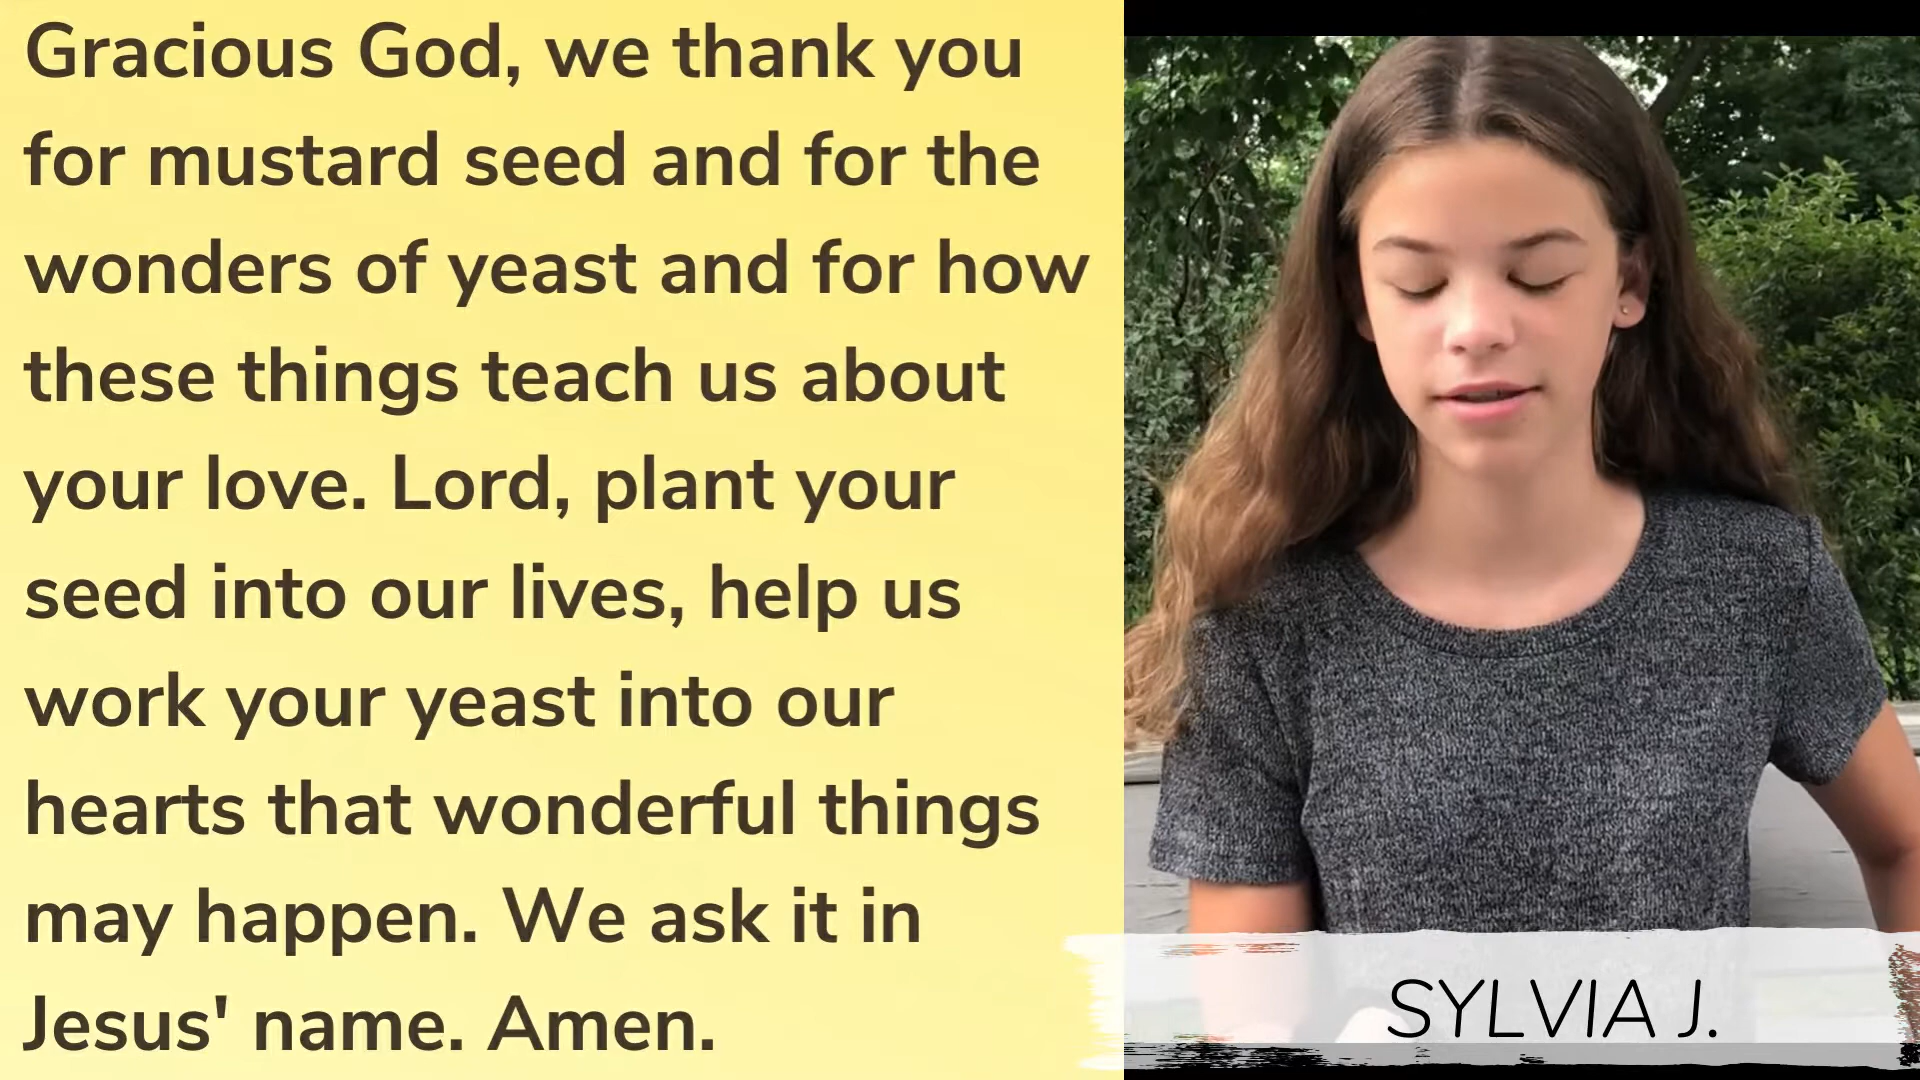 Gracious God, we thank you
for mustard seed and for the
wonders of yeast and for how
these things teach us about
your love. Lord, plant your
seed into our lives, help us
work your yeast into our
hearts that wonderful things
may happen. We ask it in
Jesus' name. Amen.
SYLVIA J.